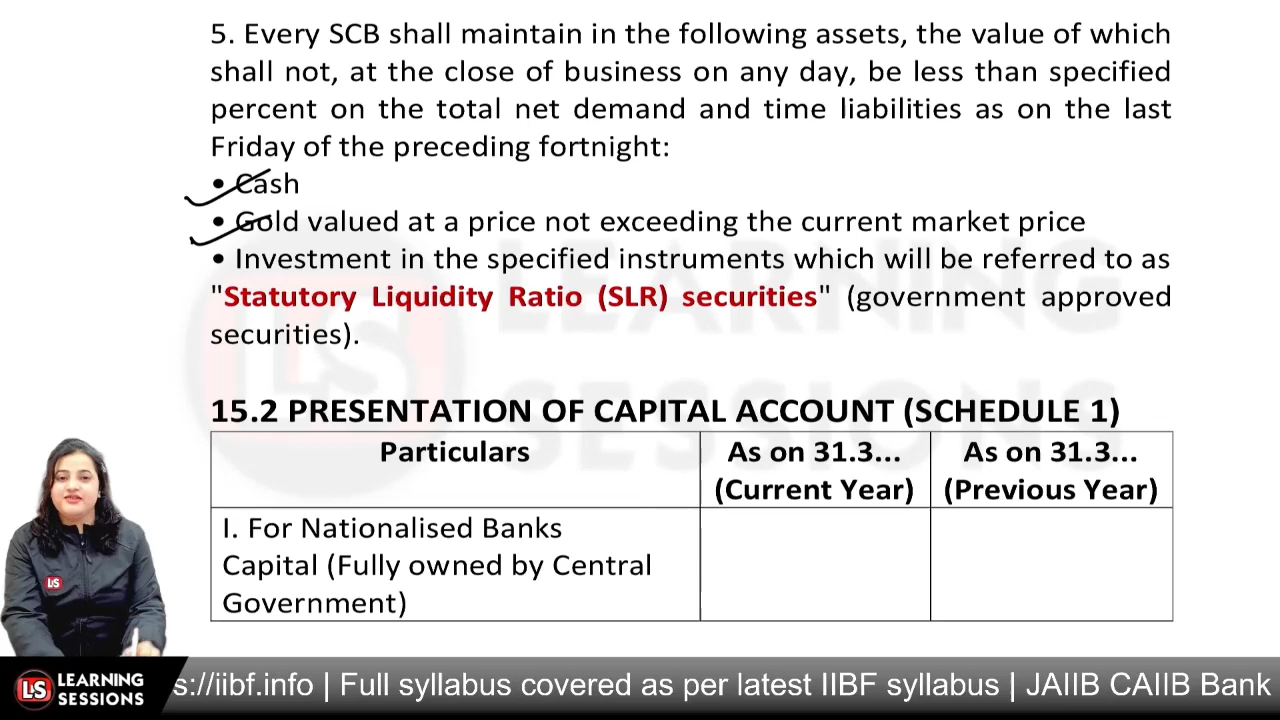 5. Every SCB shall maintain in the following assets, the value of which
shall not, at the close of business on any day, be less than specified
percent on the total net demand and time liabilities as on the last
Friday of the preceding fortnight:
• Cash
• Gold valued at a price not exceeding the current market price
• Investment in the specified instruments which will be referred to as
"Statutory Liquidity Ratio (SLR) securities" (government approved
securities).
LEARNING
SESSIONS
LS
15.2 PRESENTATION OF CAPITAL ACCOUNT (SCHEDULE 1)
Particulars
As on 31.3...
(Current Year)
As on 31.3...
(Previous Year)
I. For Nationalised Banks
Capital (Fully owned by Central
Government)
LS
LS LEARNING
SESSIONS
s://iibf.info | Full syllabus covered as per latest IIBF syllabus | JAIIB CAIIB Bank